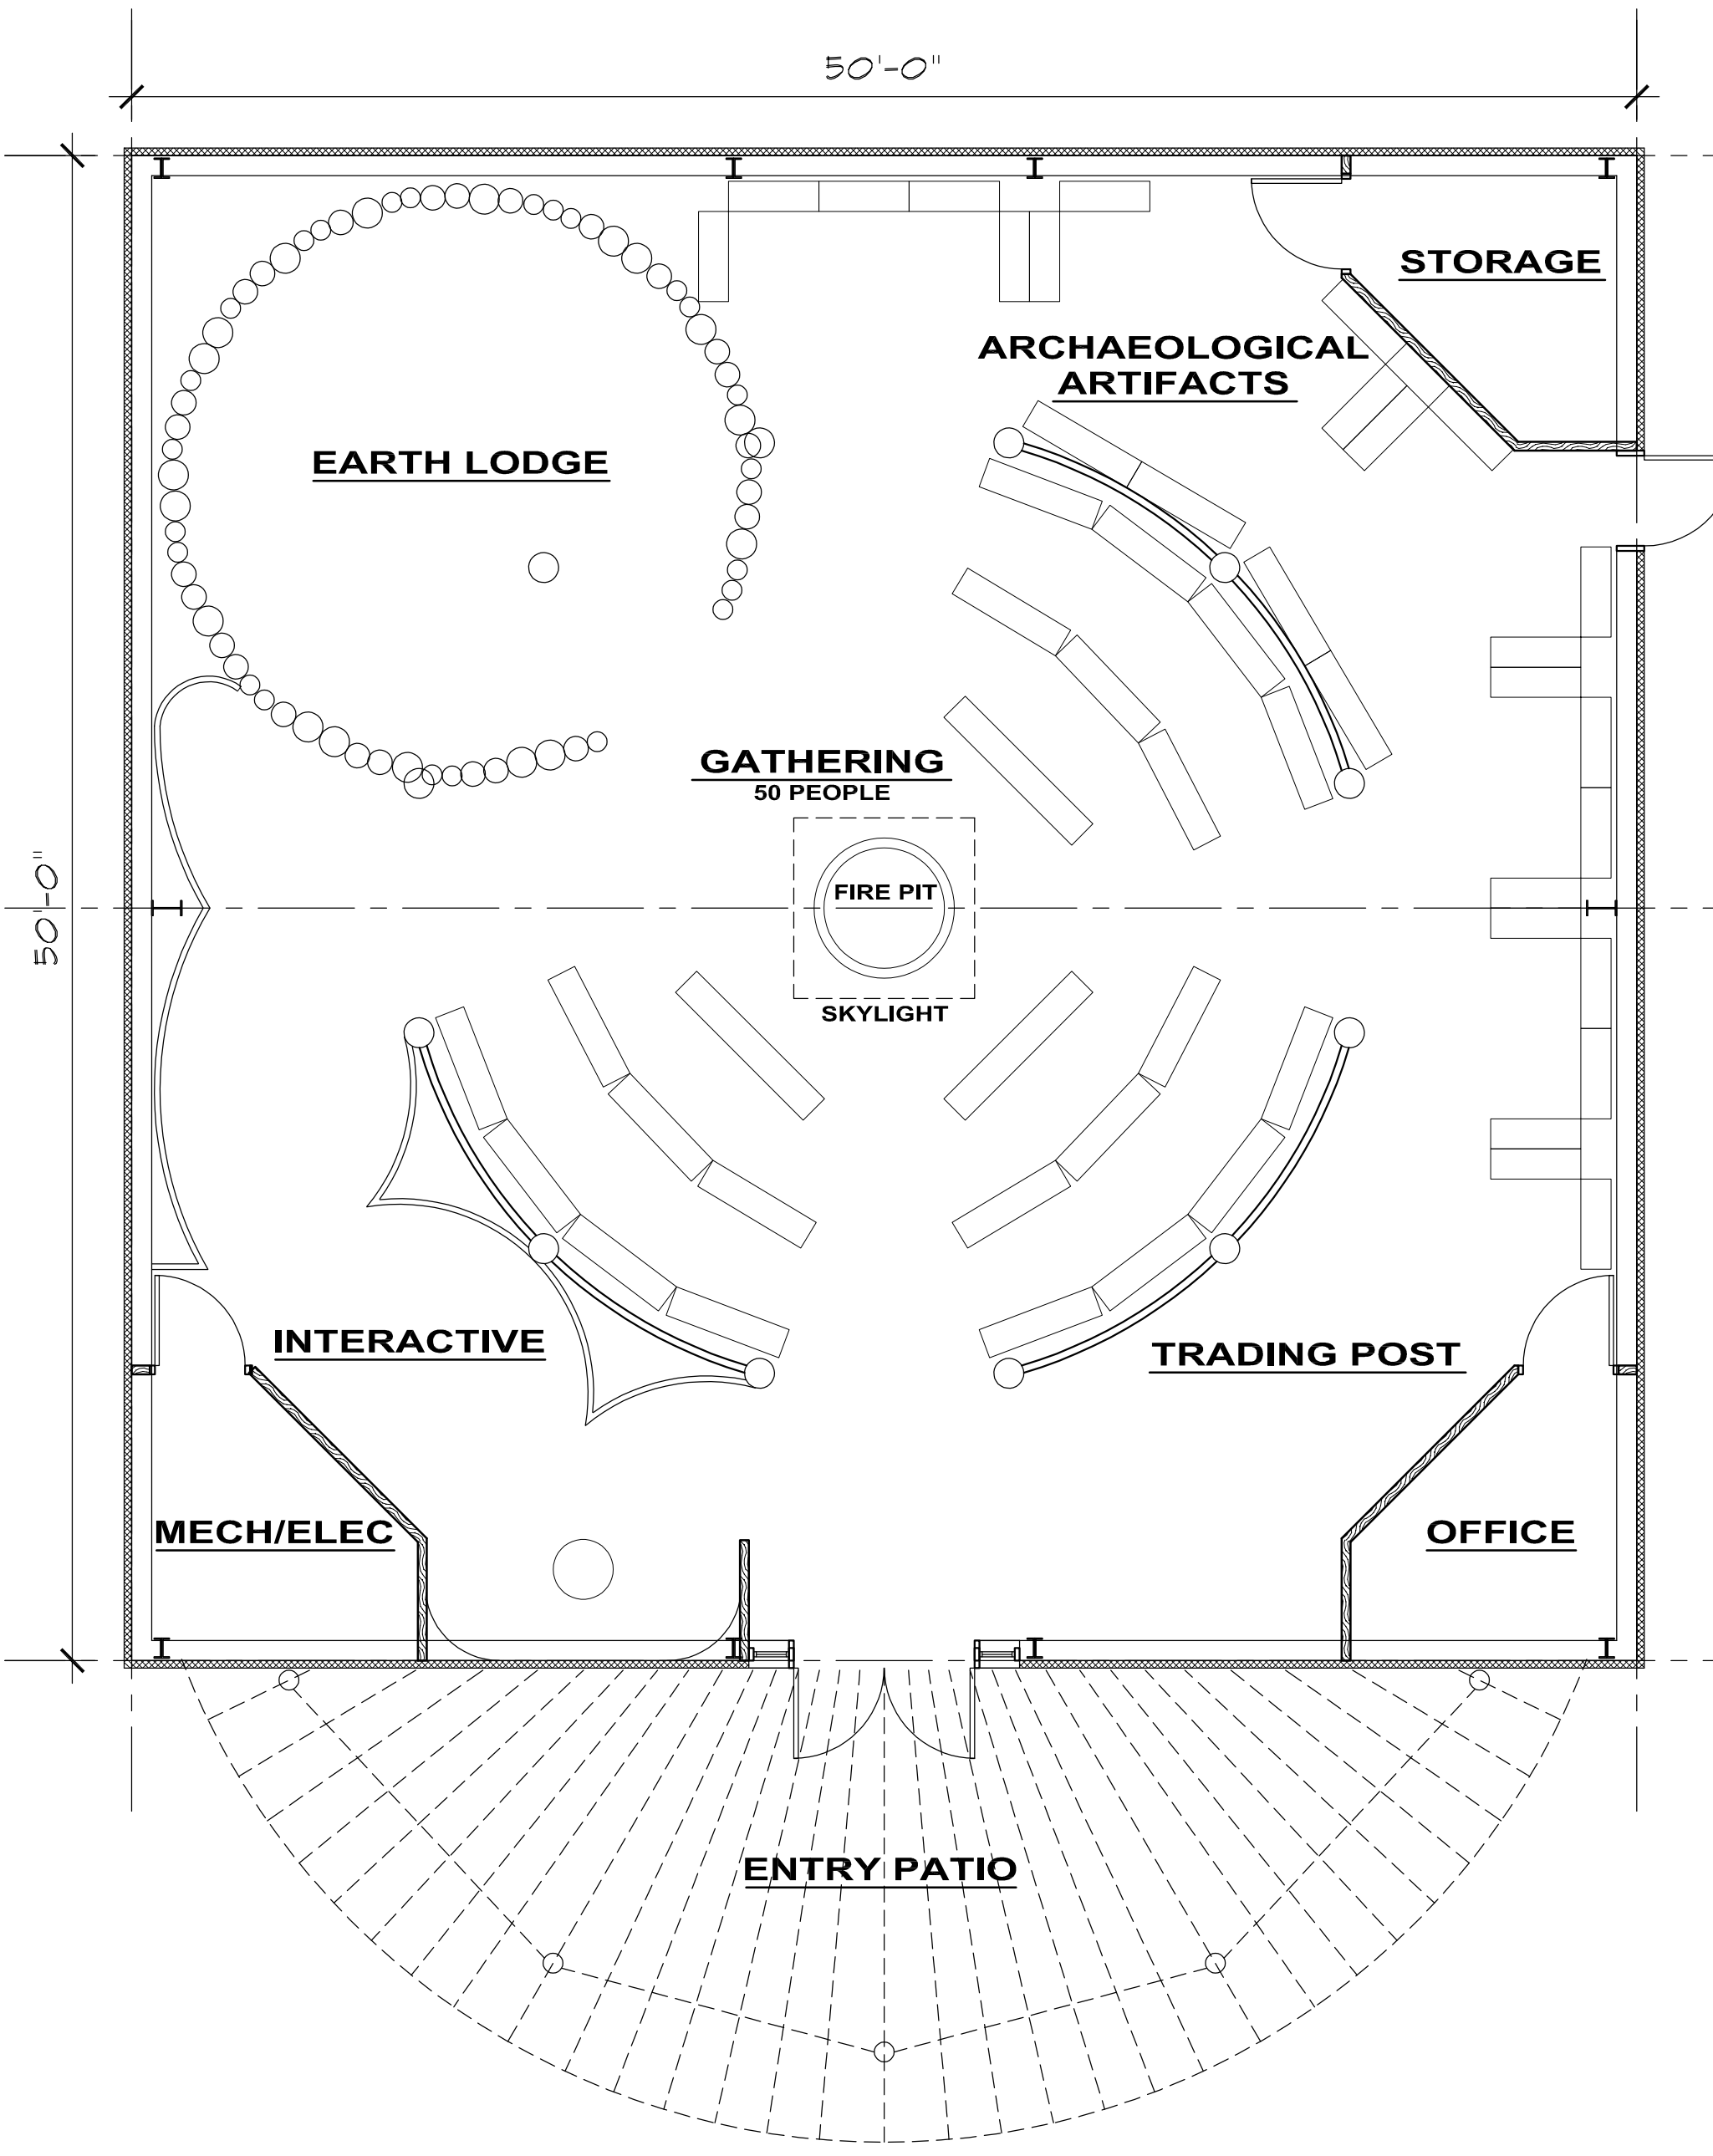 50'-0"
STORAGE
ARCHAEOLOGICAL
ARTIFACTS
EARTH LODGE
GATHERING
50 PEOPLE
FIRE PIT
50'-0"
SKYLIGHT
INTERACTIVE
TRADING POST
MECH/ELEC
OFFICE
ENTRY PATIO